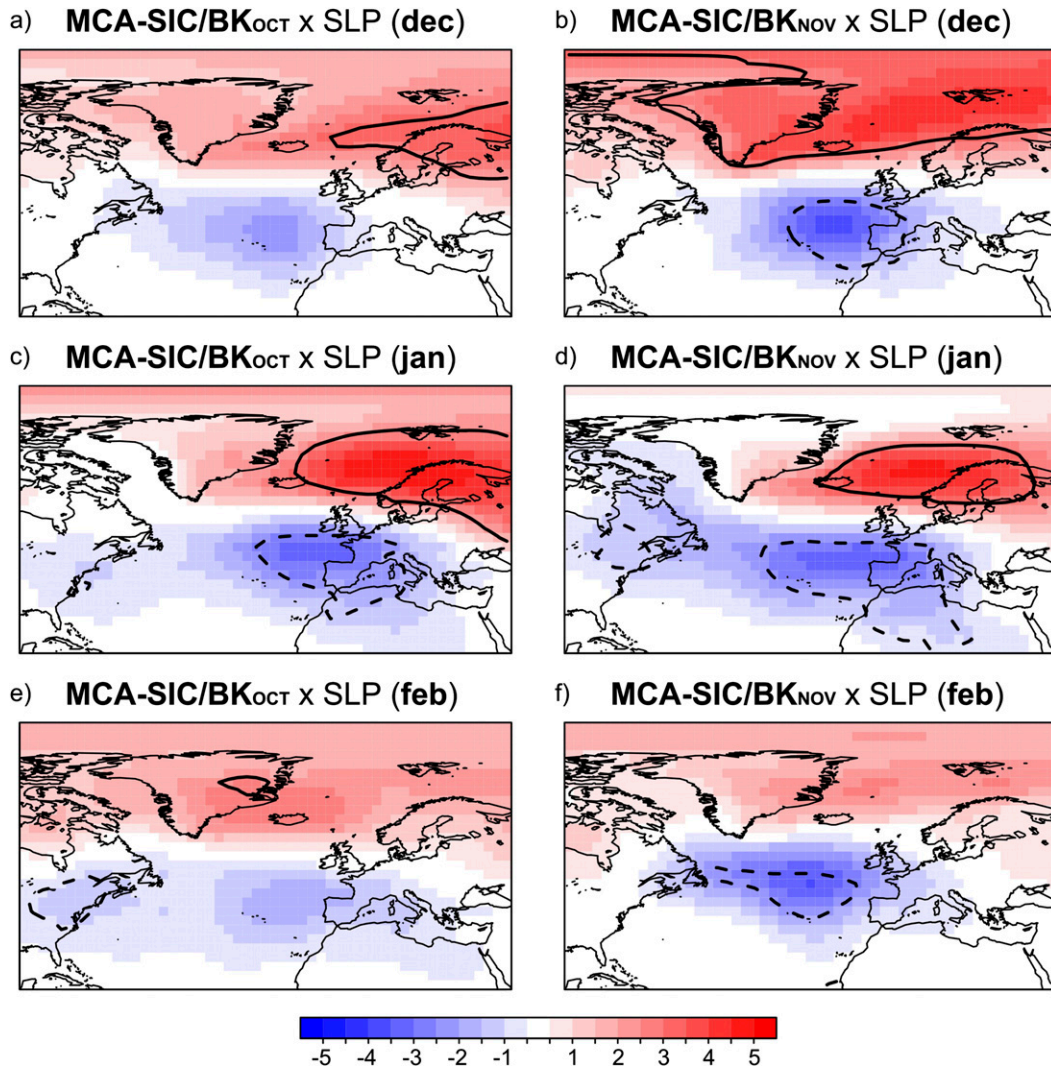 a) MCA-SIC/BKOCT x SLP (dec)
b) MCA-SIC/BKNOV x SLP (dec)
c) MCA-SIC/BKOCT x SLP (jan)
d) MCA-SIC/BKNOV x SLP (jan)
e) MCA-SIC/BKOCT x SLP (feb)
f) MCA-SIC/BKNOV x SLP (feb)
-5 -4 -3 -2 -1 1 2 3 4 5